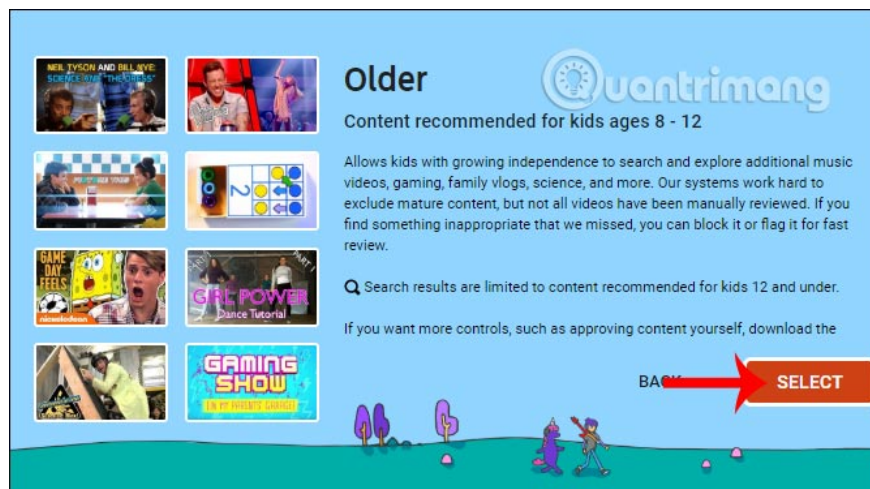 NEIL TYSON AND BILL NYE:
SCIENCE AND "THE DRESS"
GAME
DAY
FEELS
nickelodeon
2
PART 1
GIRL POWER
Dance Tutorial
GAMING
SHOW
Quantrimang
Older
Content recommended for kids ages 8 - 12
Allows kids with growing independence to search and explore additional music
videos, gaming, family vlogs, science, and more. Our systems work hard to
exclude mature content, but not all videos have been manually reviewed. If you
find something inappropriate that we missed, you can block it or flag it for fast
review.
Search results are limited to content recommended for kids 12 and under.
If you want more controls, such as approving content yourself, download the
BACK
SELECT